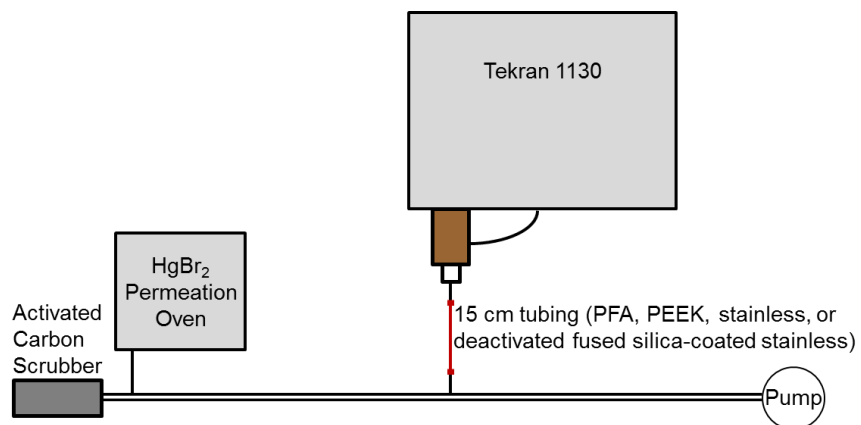 Tekran 1130
HgBr₂
Permeation
Oven
Activated
Carbon
Scrubber
15 cm tubing (PFA, PEEK, stainless, or
deactivated fused silica-coated stainless)
Pump